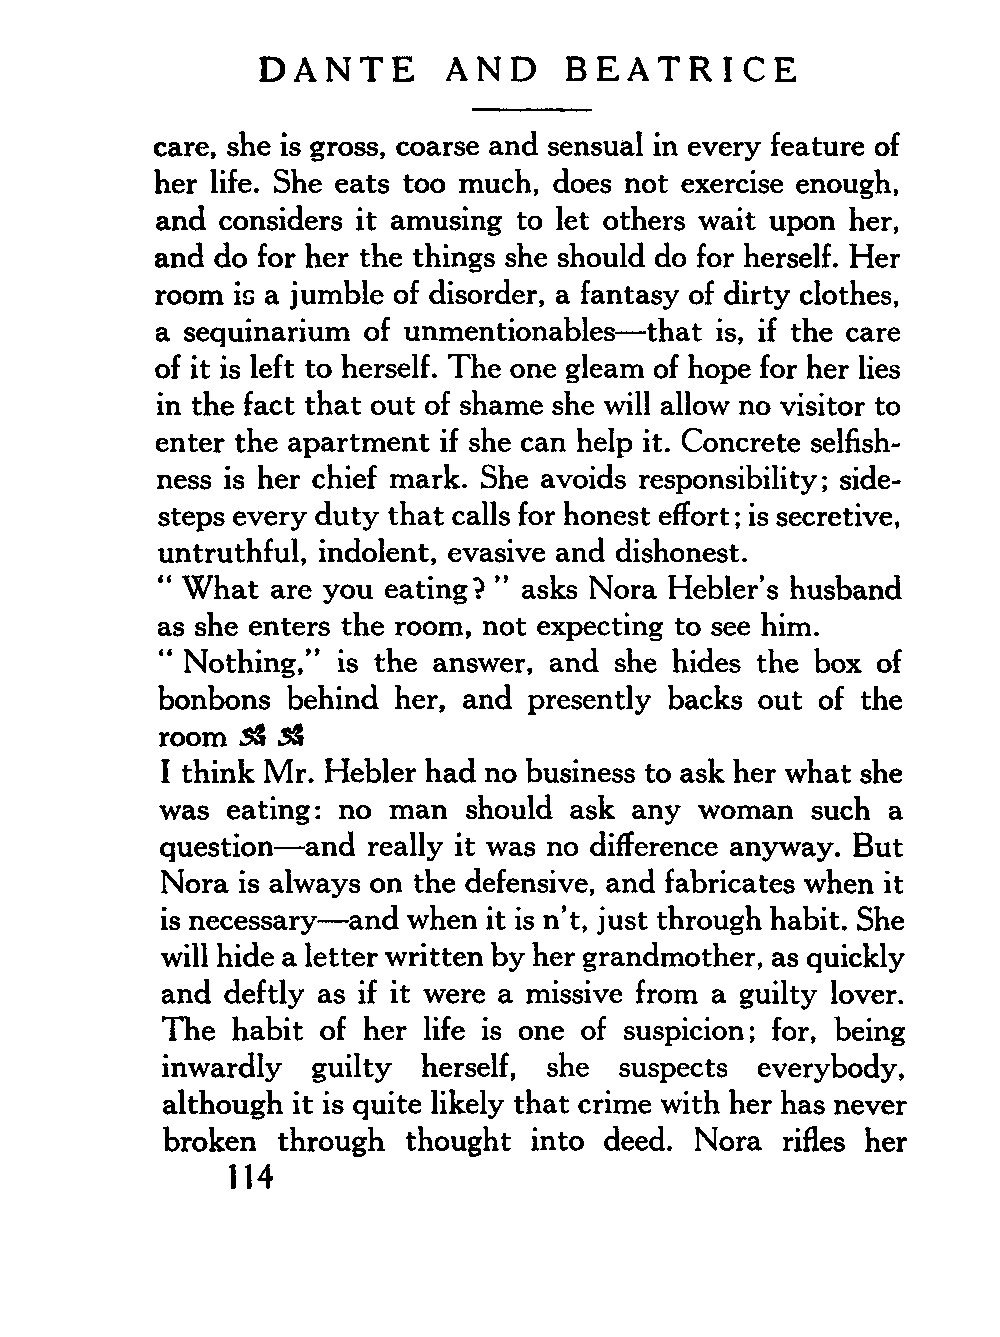 DANTE AND BEATRICE
care, she is gross, coarse and sensual in every feature of
her life. She eats too much, does not exercise enough,
and considers it amusing to let others wait upon her,
and do for her the things she should do for herself. Her
room is a jumble of disorder, a fantasy of dirty clothes,
a sequinarium of unmentionables—that is, if the care
of it is left to herself. The one gleam of hope for her lies
in the fact that out of shame she will allow no visitor to
enter the apartment if she can help it. Concrete selfish-
ness is her chief mark. She avoids responsibility; side-
steps every duty that calls for honest effort; is secretive,
untruthful, indolent, evasive and dishonest.
“ What are you eating? ” asks Nora Hebler's husband
as she enters the room, not expecting to see him.
“ Nothing,” is the answer, and she hides the box of
bonbons behind her, and presently backs out of the
room
I think Mr. Hebler had no business to ask her what she
was eating: no man should ask any woman such a
question—and really it was no difference anyway. But
Nora is always on the defensive, and fabricates when it
is necessary—and when it is n't, just through habit. She
will hide a letter written by her grandmother, as quickly
and deftly as if it were a missive from a guilty lover.
The habit of her life is one of suspicion; for, being
inwardly guilty herself, she suspects everybody,
although it is quite likely that crime with her has never
broken through thought into deed. Nora rifles her
114